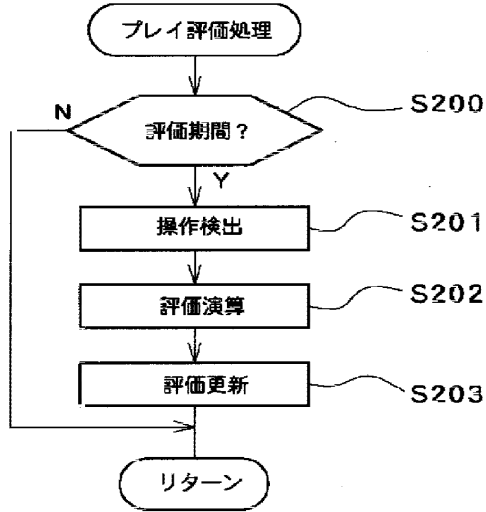 プレイ評価処理
N
評価期間？
S200
Y
操作検出
S201
評価演算
S202
評価更新
S203
リターン